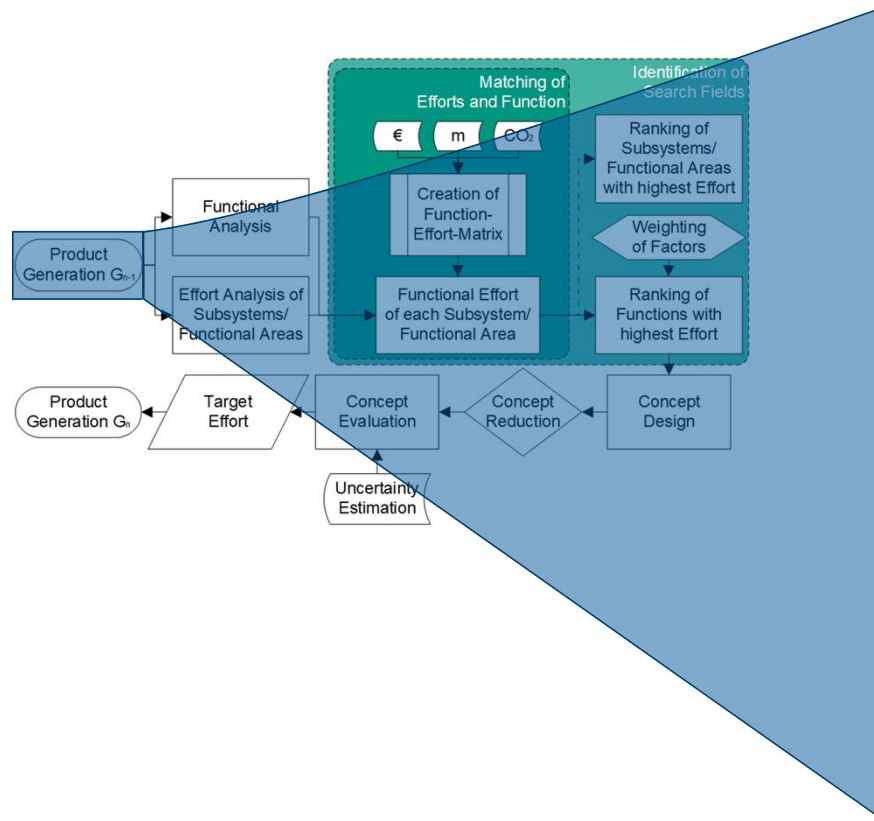 Matching of
Efforts and Function
Identification of
Search Fields
€
m
CO₂
Ranking of
Subsystems/
Functional Areas
with highest Effort
Functional
Analysis
Creation of
Function-
Effort-Matrix
Weighting
of Factors
Product
Generation Gₙ₋₁
Effort Analysis of
Subsystems/
Functional Areas
Functional Effort
of each Subsystem/
Functional Area
Ranking of
Functions with
highest Effort
Product
Generation Gₙ
Target
Effort
Concept
Evaluation
Concept
Reduction
Concept
Design
Uncertainty
Estimation